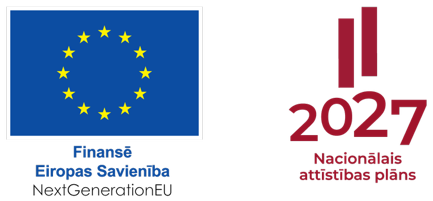 Finansē
Eiropas Savienība
NextGenerationEU
2027
Nacionālais
attīstības plāns